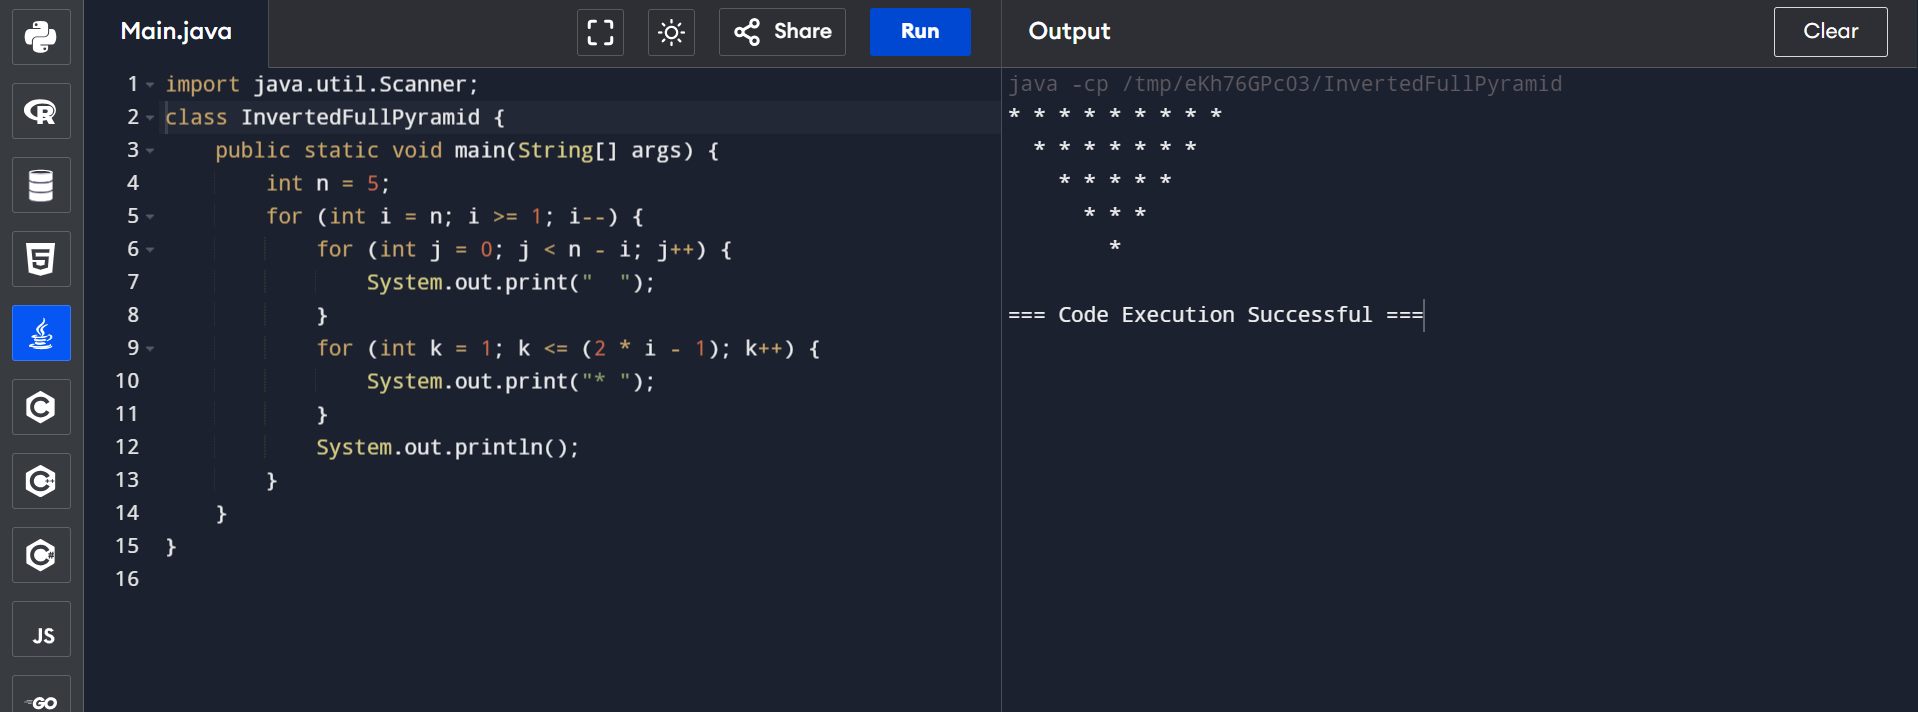 Main.java
Share
Run
Output
Clear
1 import java.util.Scanner;
2 class InvertedFullPyramid {
3     public static void main(String[] args) {
4         int n = 5;
5         for (int i = n; i >= 1; i--) {
6             for (int j = 0; j < n - i; j++) {
7                 System.out.print("  ");
8             }
9             for (int k = 1; k <= (2 * i - 1); k++) {
10                 System.out.print("* ");
11             }
12             System.out.println();
13         }
14     }
15 }
16
java -cp /tmp/eKh76GPcO3/InvertedFullPyramid
* * * * * * * * *
  * * * * * * *
    * * * * *
      * * *
        *
=== Code Execution Successful ===
R
5
C
C++
C#
JS
GO